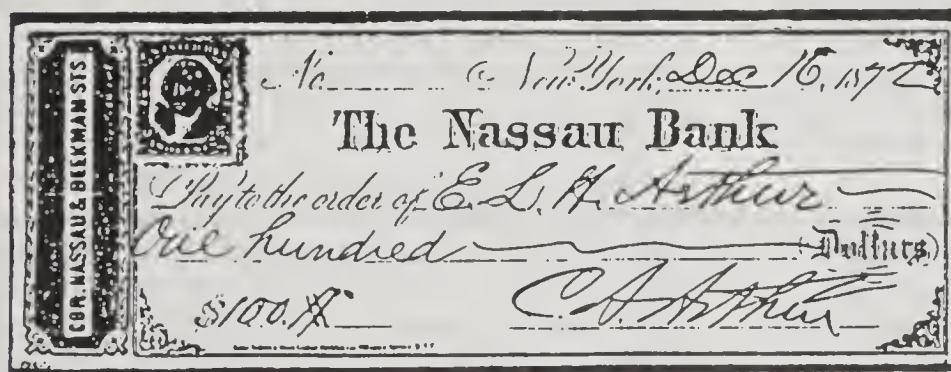 COR. NASSAU & BEEKMAN STS
No. New York, Dec 16, 1872
The Nassau Bank
Pay to the order of E. L. H. Arthur
One hundred Dollars
$100.
C. A. Arthur